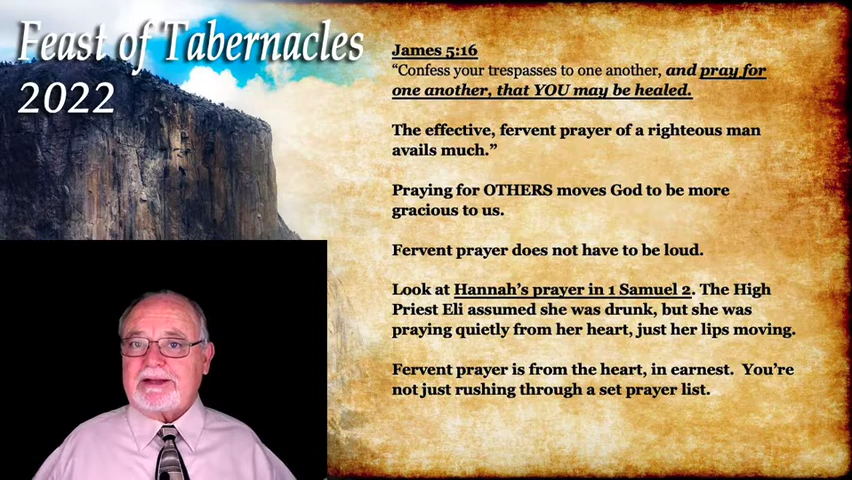 Feast of Tabernacles
2022
James 5:16
“Confess your trespasses to one another, and pray for
one another, that YOU may be healed.
The effective, fervent prayer of a righteous man
avails much.”
Praying for OTHERS moves God to be more
gracious to us.
Fervent prayer does not have to be loud.
Look at Hannah’s prayer in 1 Samuel 2. The High
Priest Eli assumed she was drunk, but she was
praying quietly from her heart, just her lips moving.
Fervent prayer is from the heart, in earnest.  You’re
not just rushing through a set prayer list.